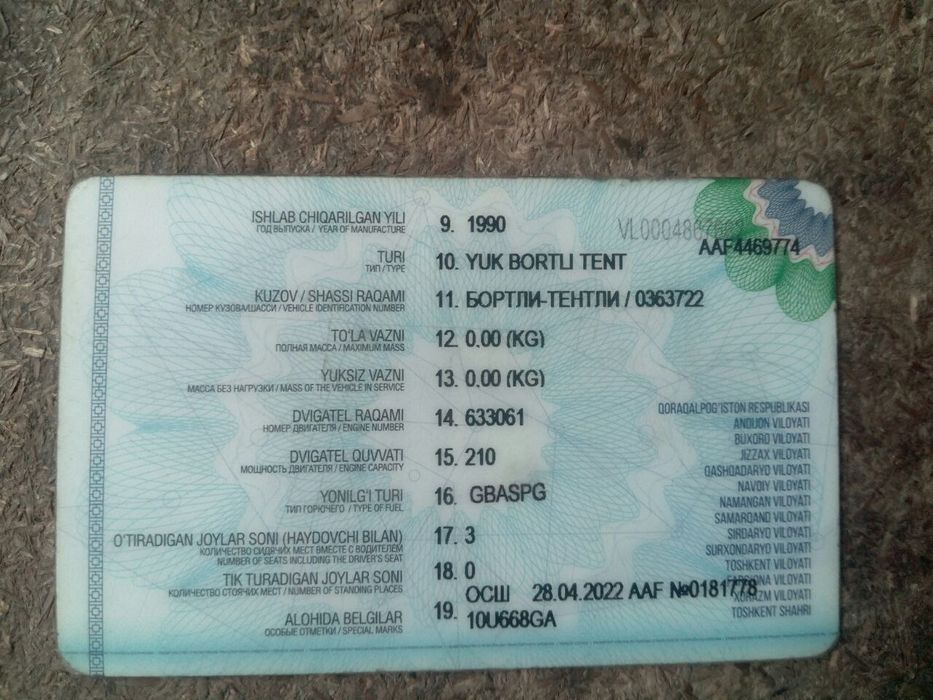 ISHLAB CHIQARILGAN YILI 9. 1990
ГОД ВЫПУСКА / YEAR OF MANUFACTURE
AAF4469774
TURI 10. YUK BORTLI TENT
ТИП / TYPE
KUZOV / SHASSI RAQAMI 11. БОРТЛИ-ТЕНТЛИ / 0363722
НОМЕР КУЗОВА/ШАССИ / VEHICLE IDENTIFICATION NUMBER
TO'LA VAZNI 12. 0.00 (KG)
ПОЛНАЯ МАССА / MAXIMUM MASS
YUKSIZ VAZNI 13. 0.00 (KG)
МАССА БЕЗ НАГРУЗКИ / MASS OF THE VEHICLE IN SERVICE
DVIGATEL RAQAMI 14. 633061
НОМЕР ДВИГАТЕЛЯ / ENGINE NUMBER
DVIGATEL QUVVATI 15. 210
МОЩНОСТЬ ДВИГАТЕЛЯ / ENGINE CAPACITY
YONILG'I TURI 16. GBASPG
ТИП ГОРЮЧЕГО / TYPE OF FUEL
O'TIRADIGAN JOYLAR SONI (HAYDOVCHI BILAN) 17. 3
КОЛИЧЕСТВО СИДЯЧИХ МЕСТ ВМЕСТЕ С ВОДИТЕЛЕМ
NUMBER OF SEATS INCLUDING THE DRIVER'S SEAT
TIK TURADIGAN JOYLAR SONI 18. 0
КОЛИЧЕСТВО СТОЯЧИХ МЕСТ / NUMBER OF STANDING PLACES
ALOHIDA BELGILAR 19. ОСШ 28.04.2022 AAF №0181778
ОСОБЫЕ ОТМЕТКИ / SPECIAL MARKS
10U668GA
QORAQALPOG'ISTON RESPUBLIKASI
ANDIJON VILOYATI
BUXORO VILOYATI
JIZZAX VILOYATI
QASHQADARYO VILOYATI
NAVOIY VILOYATI
NAMANGAN VILOYATI
SAMARQAND VILOYATI
SIRDARYO VILOYATI
SURXONDARYO VILOYATI
TOSHKENT VILOYATI
FARG'ONA VILOYATI
XORAZM VILOYATI
TOSHKENT SHAHRI